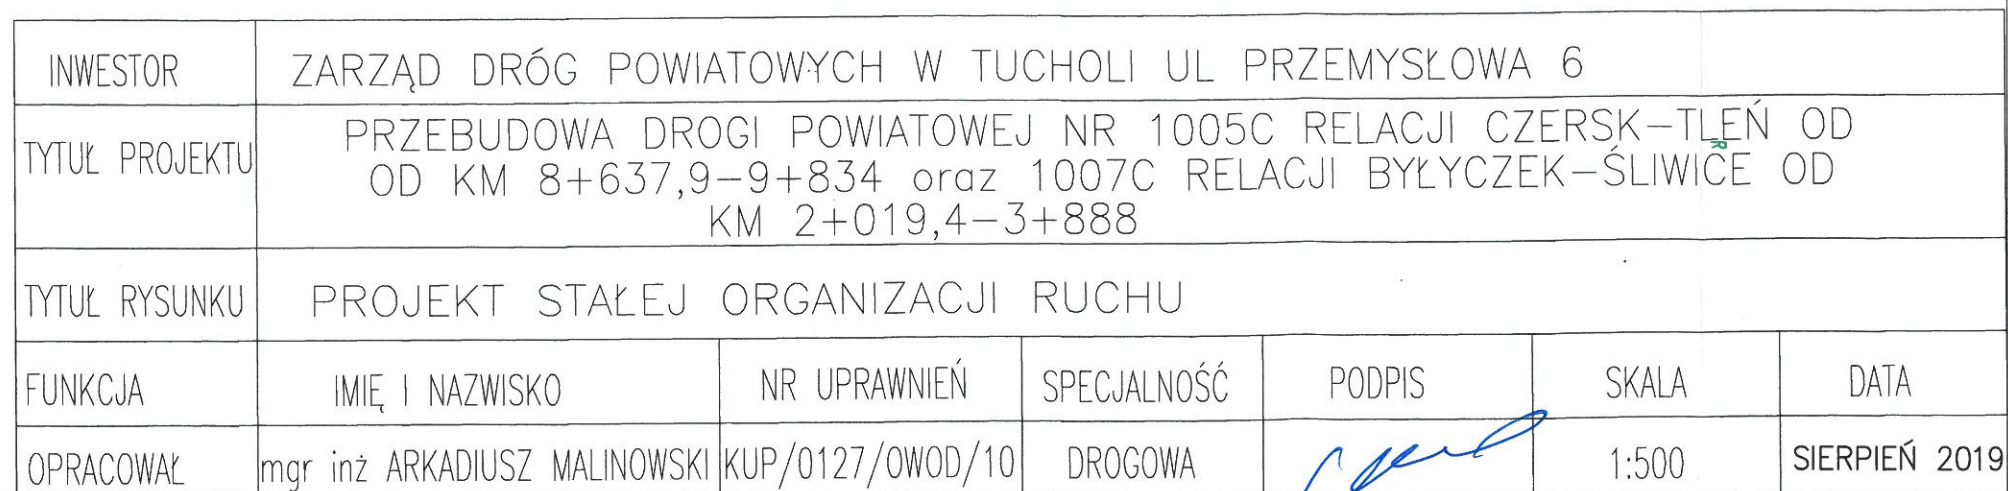 INWESTOR ZARZĄD DRÓG POWIATOWYCH W TUCHOLI UL PRZEMYSŁOWA 6
TYTUŁ PROJEKTU PRZEBUDOWA DROGI POWIATOWEJ NR 1005C RELACJI CZERSK-TLEŃ OD
OD KM 8+637,9-9+834 oraz 1007C RELACJI BYŁYCZEK-ŚLIWICE OD
KM 2+019,4-3+888
TYTUŁ RYSUNKU PROJEKT STAŁEJ ORGANIZACJI RUCHU
FUNKCJA IMIĘ I NAZWISKO NR UPRAWNIEŃ SPECJALNOŚĆ PODPIS SKALA DATA
OPRACOWAŁ mgr inż ARKADIUSZ MALINOWSKI KUP/0127/OWOD/10 DROGOWA 1:500 SIERPIEŃ 2019